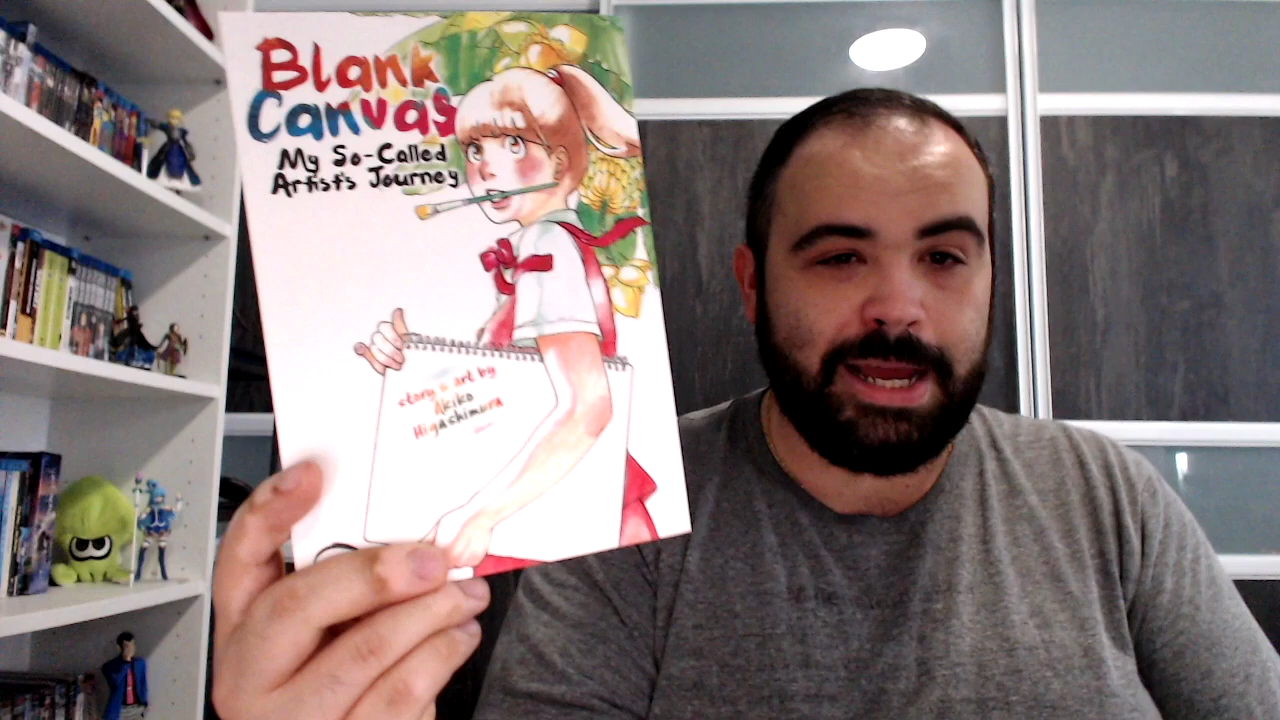 Blank
Canvas
My So-Called
Artist's Journey
story & art by
Akiko
Higashimura